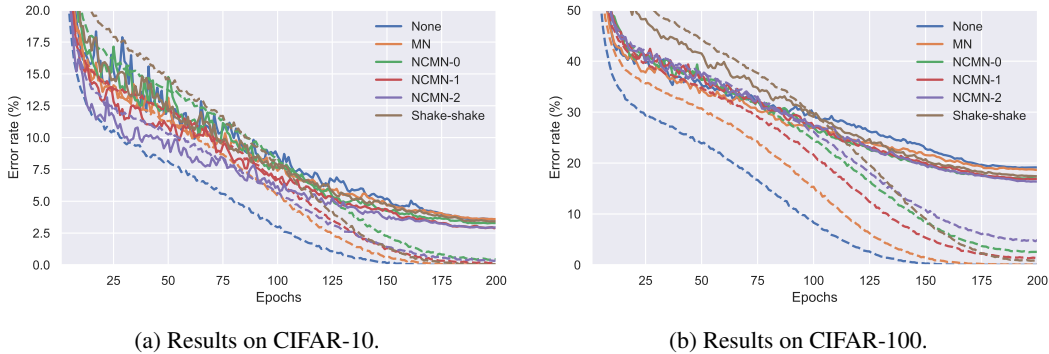 20.0
17.5
15.0
12.5
10.0
7.5
5.0
2.5
0.0
Error rate (%)
25 50 75 100 125 150 175 200
Epochs
None
MN
NCMN-0
NCMN-1
NCMN-2
Shake-shake
(a) Results on CIFAR-10.
50
40
30
20
10
0
Error rate (%)
25 50 75 100 125 150 175 200
Epochs
None
MN
NCMN-0
NCMN-1
NCMN-2
Shake-shake
(b) Results on CIFAR-100.